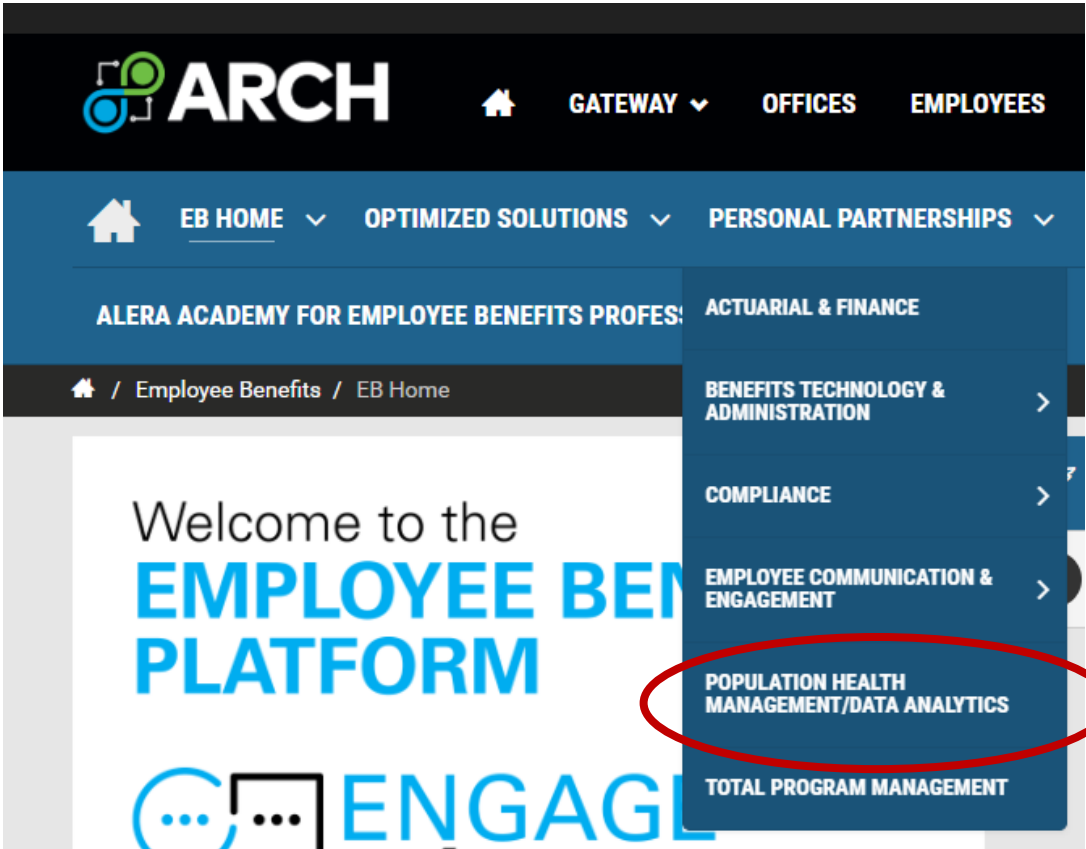 ARCH
GATEWAY OFFICES EMPLOYEES
EB HOME OPTIMIZED SOLUTIONS PERSONAL PARTNERSHIPS
ALERA ACADEMY FOR EMPLOYEE BENEFITS
ACTUARIAL & FINANCE
BENEFITS TECHNOLOGY &
ADMINISTRATION
COMPLIANCE
EMPLOYEE COMMUNICATION &
ENGAGEMENT
POPULATION HEALTH
MANAGEMENT/DATA ANALYTICS
TOTAL PROGRAM MANAGEMENT
/ Employee Benefits / EB Home
Welcome to the
EMPLOYEE
PLATFORM
ENGAGE